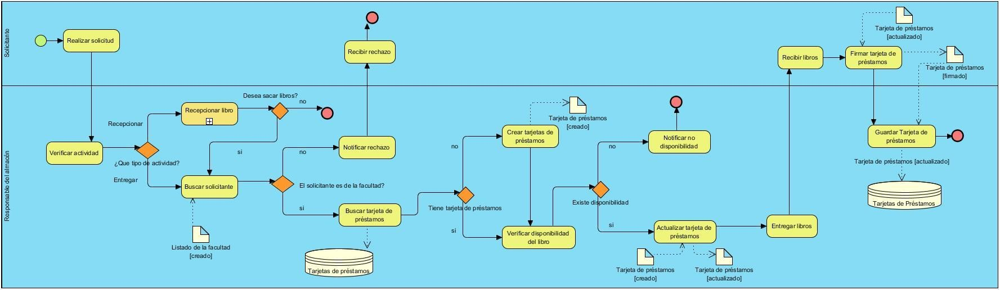 Solicitante
Realizar solicitud
Recibir rechazo
Recibir libros
Firmar tarjeta de
préstamos
Tarjeta de préstamos
[actualizado]
Tarjeta de préstamos
[firmado]
Responsable del almaón
Verificar actividad
¿Que tipo de actividad?
Recepcionar
Entregar
Recepcionar libro
Desea sacar libros?
no
si
Buscar solicitante
Listado de la facultad
[creado]
El solicitante es de la facultad?
no
si
Notificar rechazo
Buscar tarjeta de
préstamos
Tarjetas de préstamos
Tiene tarjeta de préstamos
no
si
Crear tarjetas de
préstamos
Tarjeta de préstamos
[creado]
Verificar disponibilidad
del libro
Existe disponibilidad
no
si
Notificar no
disponibilidad
Actualizar tarjeta de
préstamos
Tarjeta de préstamos
[creado]
Tarjeta de préstamos
[actualizado]
Entregar libros
Guardar Tarjeta de
préstamos
Tarjeta de préstamos [actualizado]
Tarjetas de Préstamos